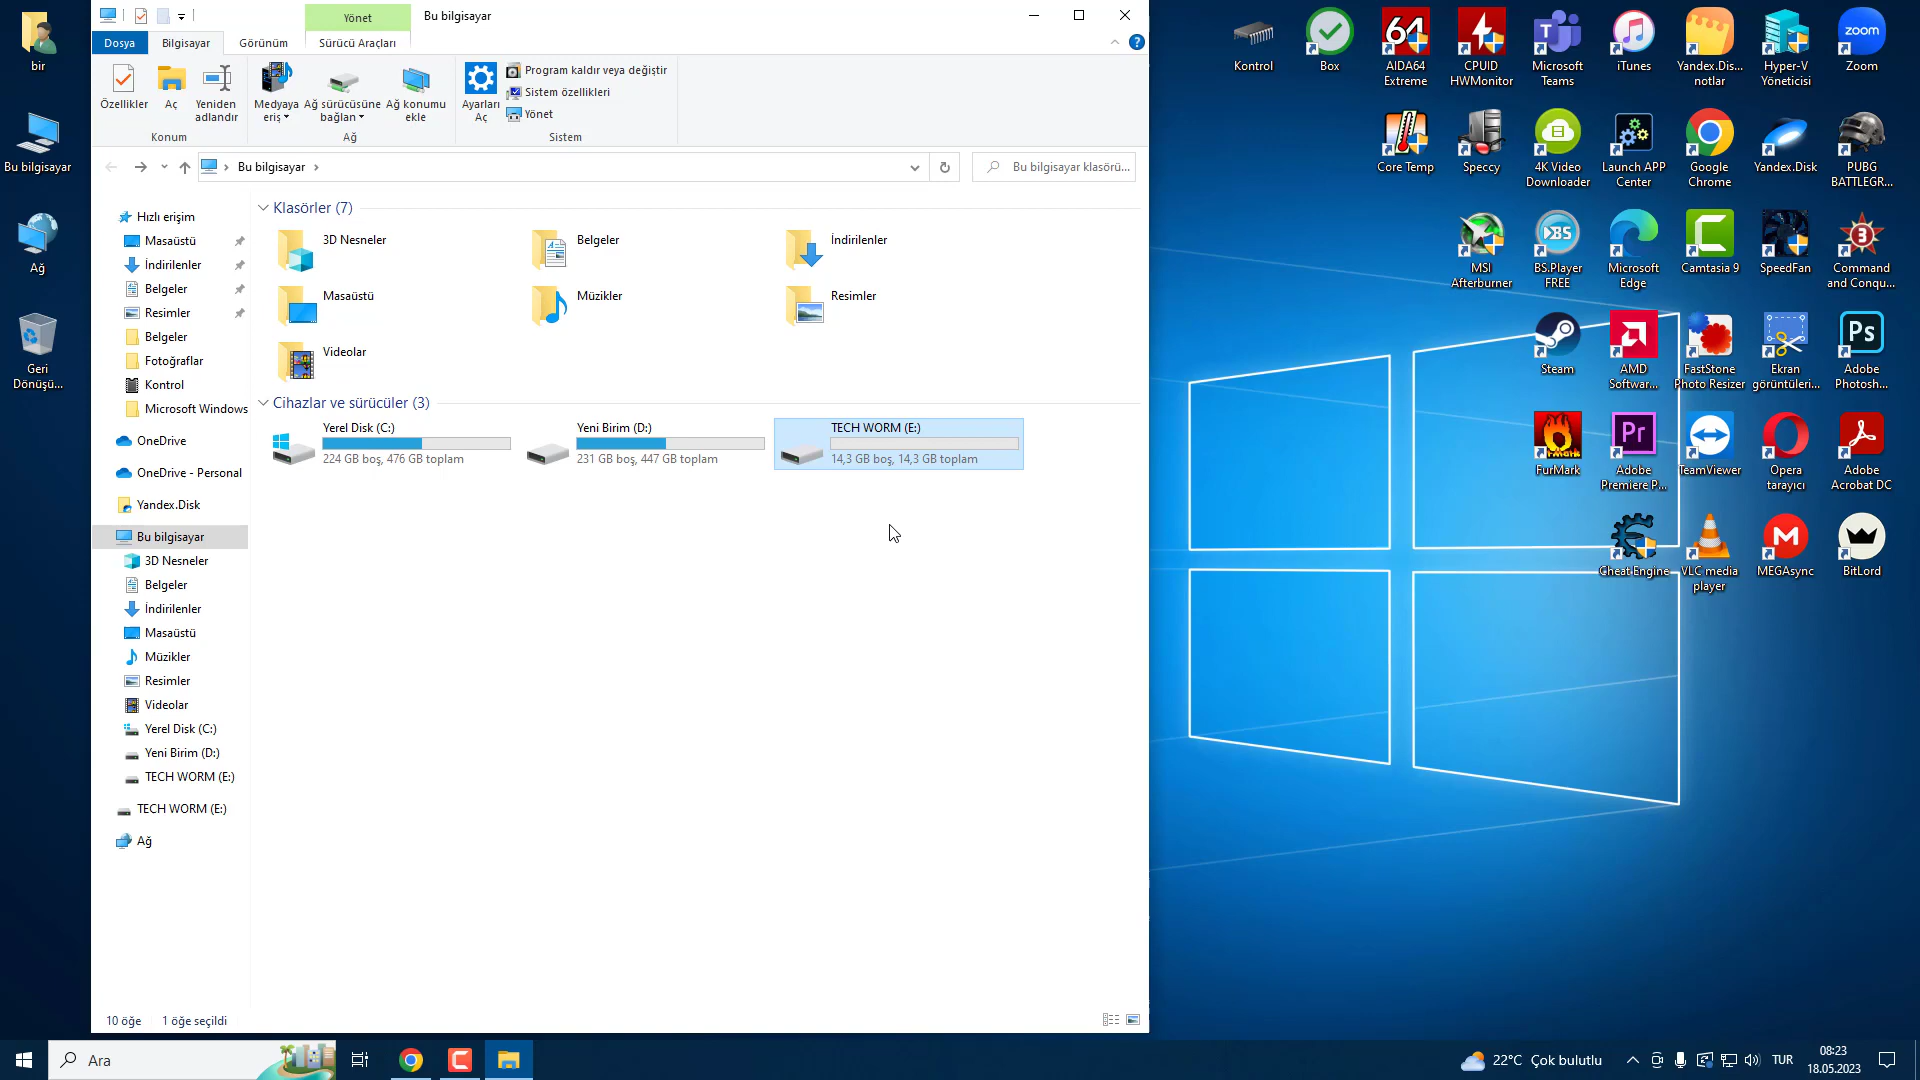 bir
Bu bilgisayar
Ağ
Geri
Dönüşü...
Yönet
Bu bilgisayar
Dosya
Bilgisayar
Görünüm
Sürücü Araçları
Özellikler
Aç
Yeniden
adlandır
Konum
Medyaya
eriş
Ağ sürücüsüne
bağlan
Ağ konumu
ekle
Ağ
Ayarları
Aç
Program kaldır veya değiştir
Sistem özellikleri
Yönet
Sistem
Bu bilgisayar
Bu bilgisayar klasörü...
Hızlı erişim
Masaüstü
İndirilenler
Belgeler
Resimler
Belgeler
Fotoğraflar
Kontrol
Microsoft Windows
OneDrive
OneDrive - Personal
Yandex.Disk
Bu bilgisayar
3D Nesneler
Belgeler
İndirilenler
Masaüstü
Müzikler
Resimler
Videolar
Yerel Disk (C:)
Yeni Birim (D:)
TECH WORM (E:)
TECH WORM (E:)
Ağ
Klasörler (7)
3D Nesneler
Belgeler
İndirilenler
Masaüstü
Müzikler
Resimler
Videolar
Cihazlar ve sürücüler (3)
Yerel Disk (C:)
224 GB boş, 476 GB toplam
Yeni Birim (D:)
231 GB boş, 447 GB toplam
TECH WORM (E:)
14,3 GB boş, 14,3 GB toplam
10 öğe
1 öğe seçildi
Kontrol
Box
64
AIDA64
Extreme
CPUID
HWMonitor
Microsoft
Teams
iTunes
Yandex.Dis...
notlar
Hyper-V
Yöneticisi
zoom
Zoom
Core Temp
Speccy
4K Video
Downloader
Launch APP
Center
Google
Chrome
Yandex.Disk
PUBG
BATTLEGR...
MSI
Afterburner
BS
BS.Player
FREE
Microsoft
Edge
Camtasia 9
SpeedFan
3
Command
and Conqu...
Steam
AMD
Softwar...
FastStone
Photo Resizer
Ekran
görüntüleri...
Ps
Adobe
Photosh...
FurMark
Pr
Adobe
Premiere P...
TeamViewer
Opera
tarayıcı
Adobe
Acrobat DC
Cheat Engine
VLC media
player
M
MEGAsync
BitLord
Ara
22°C Çok bulutlu
TUR
08:23
18.05.2023